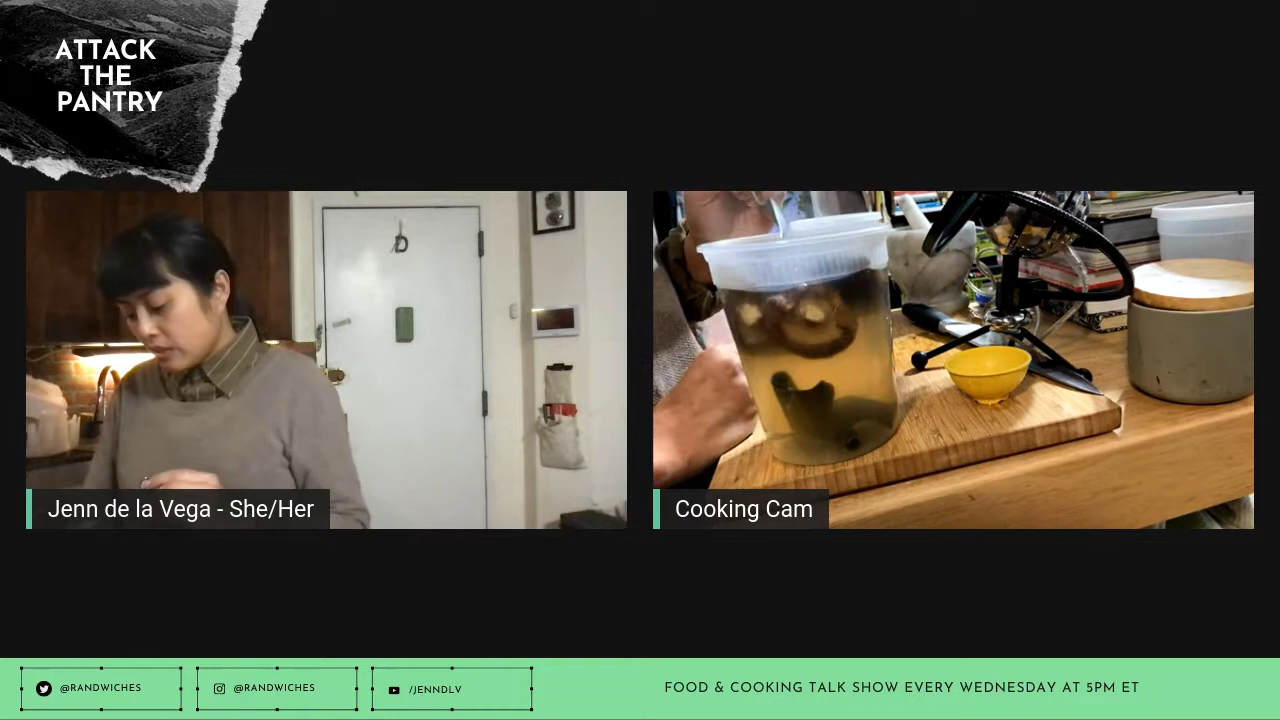 ATTACK
THE
PANTRY
D
Jenn de la Vega - She/Her
Cooking Cam
@RANDWICHES
@RANDWICHES
/JENNDLV
FOOD & COOKING TALK SHOW EVERY WEDNESDAY AT 5PM ET